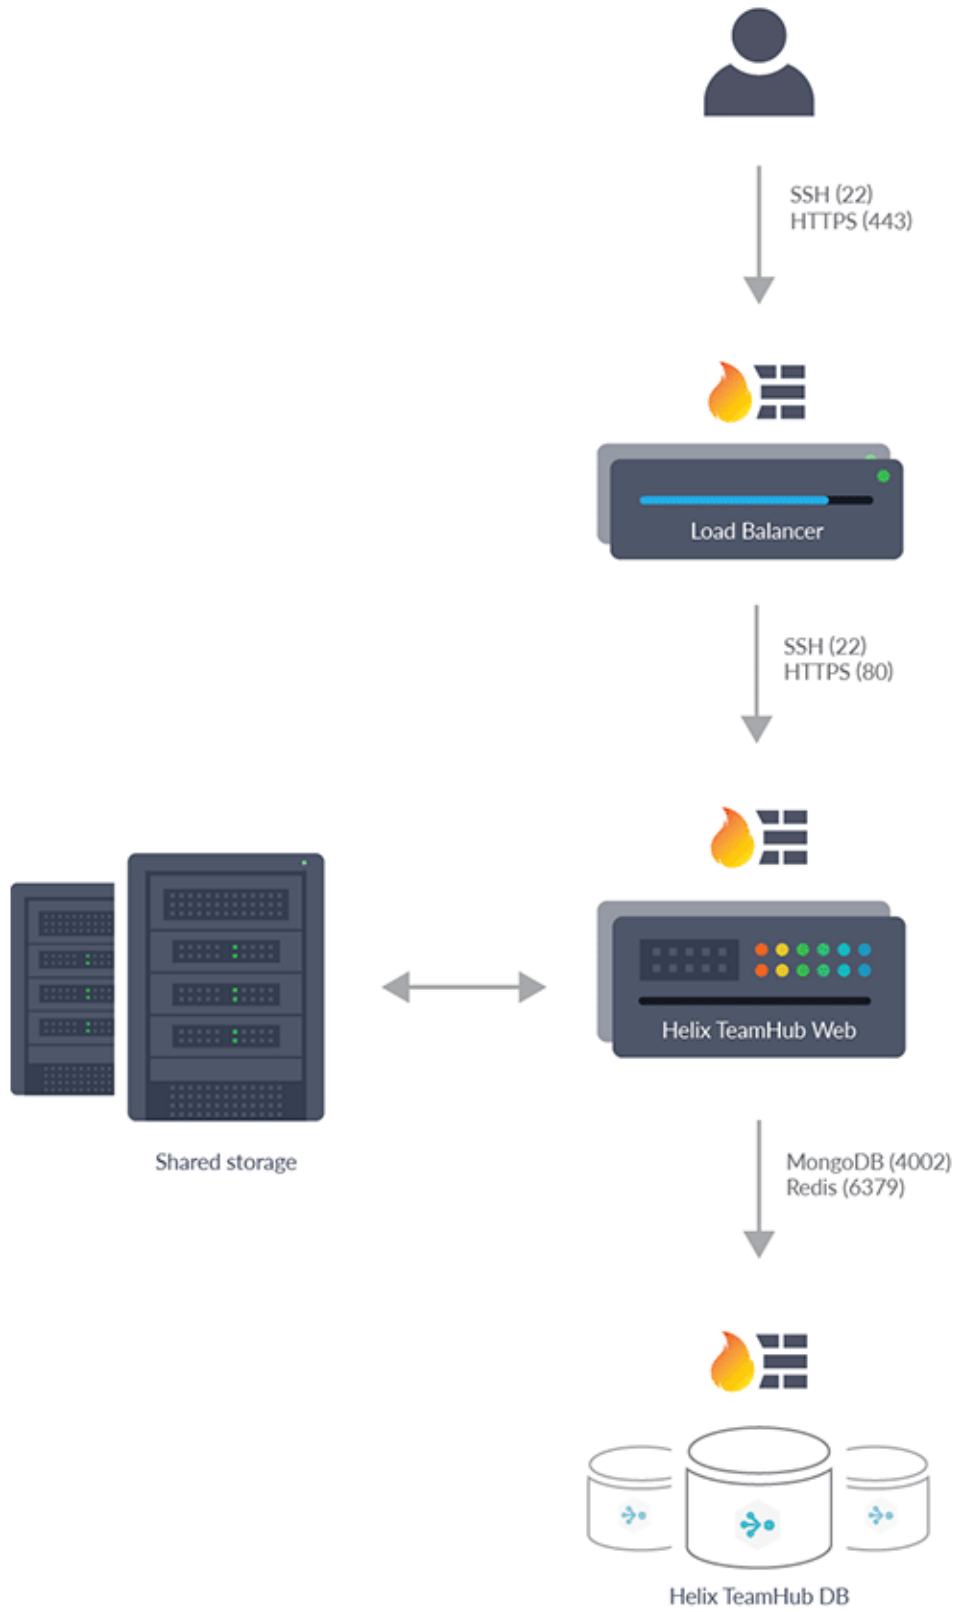 SSH (22)
HTTPS (443)
Load Balancer
SSH (22)
HTTPS (80)
Helix TeamHub Web
Shared storage
MongoDB (4002)
Redis (6379)
Helix TeamHub DB